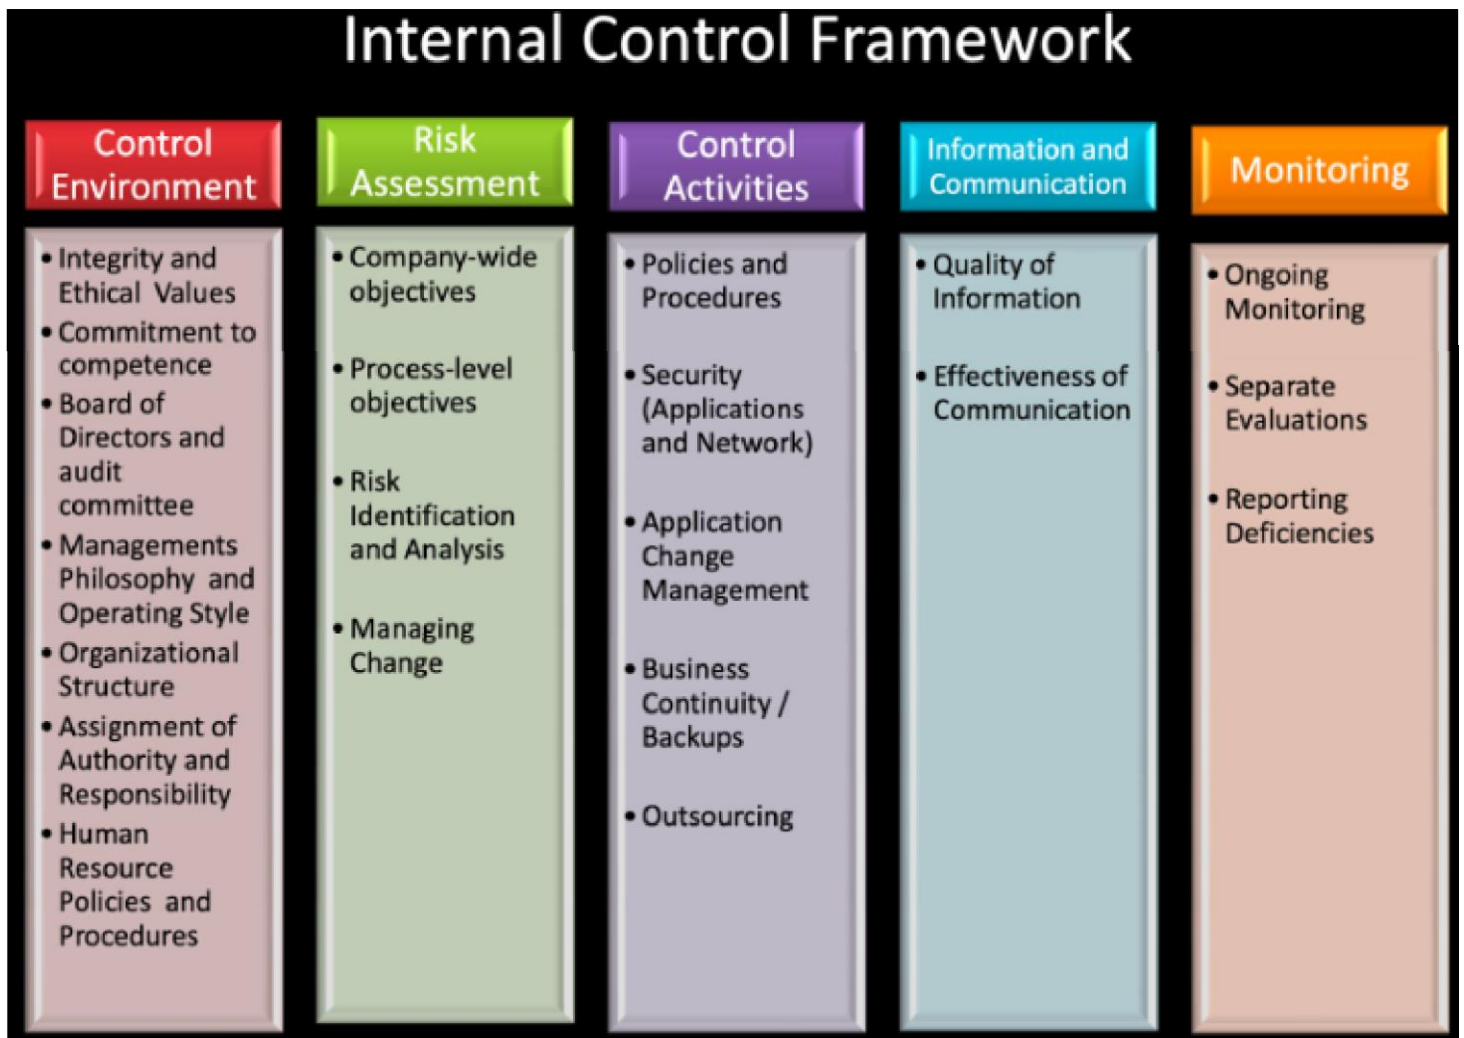 Internal Control Framework
Control
Environment
• Integrity and
Ethical Values
• Commitment to
competence
• Board of
Directors and
audit
committee
• Managements
Philosophy and
Operating Style
• Organizational
Structure
• Assignment of
Authority and
Responsibility
• Human
Resource
Policies and
Procedures
Risk
Assessment
• Company-wide
objectives
• Process-level
objectives
• Risk
Identification
and Analysis
• Managing
Change
Control
Activities
• Policies and
Procedures
• Security
(Applications
and Network)
• Application
Change
Management
• Business
Continuity /
Backups
• Outsourcing
Information and
Communication
• Quality of
Information
• Effectiveness of
Communication
Monitoring
• Ongoing
Monitoring
• Separate
Evaluations
• Reporting
Deficiencies